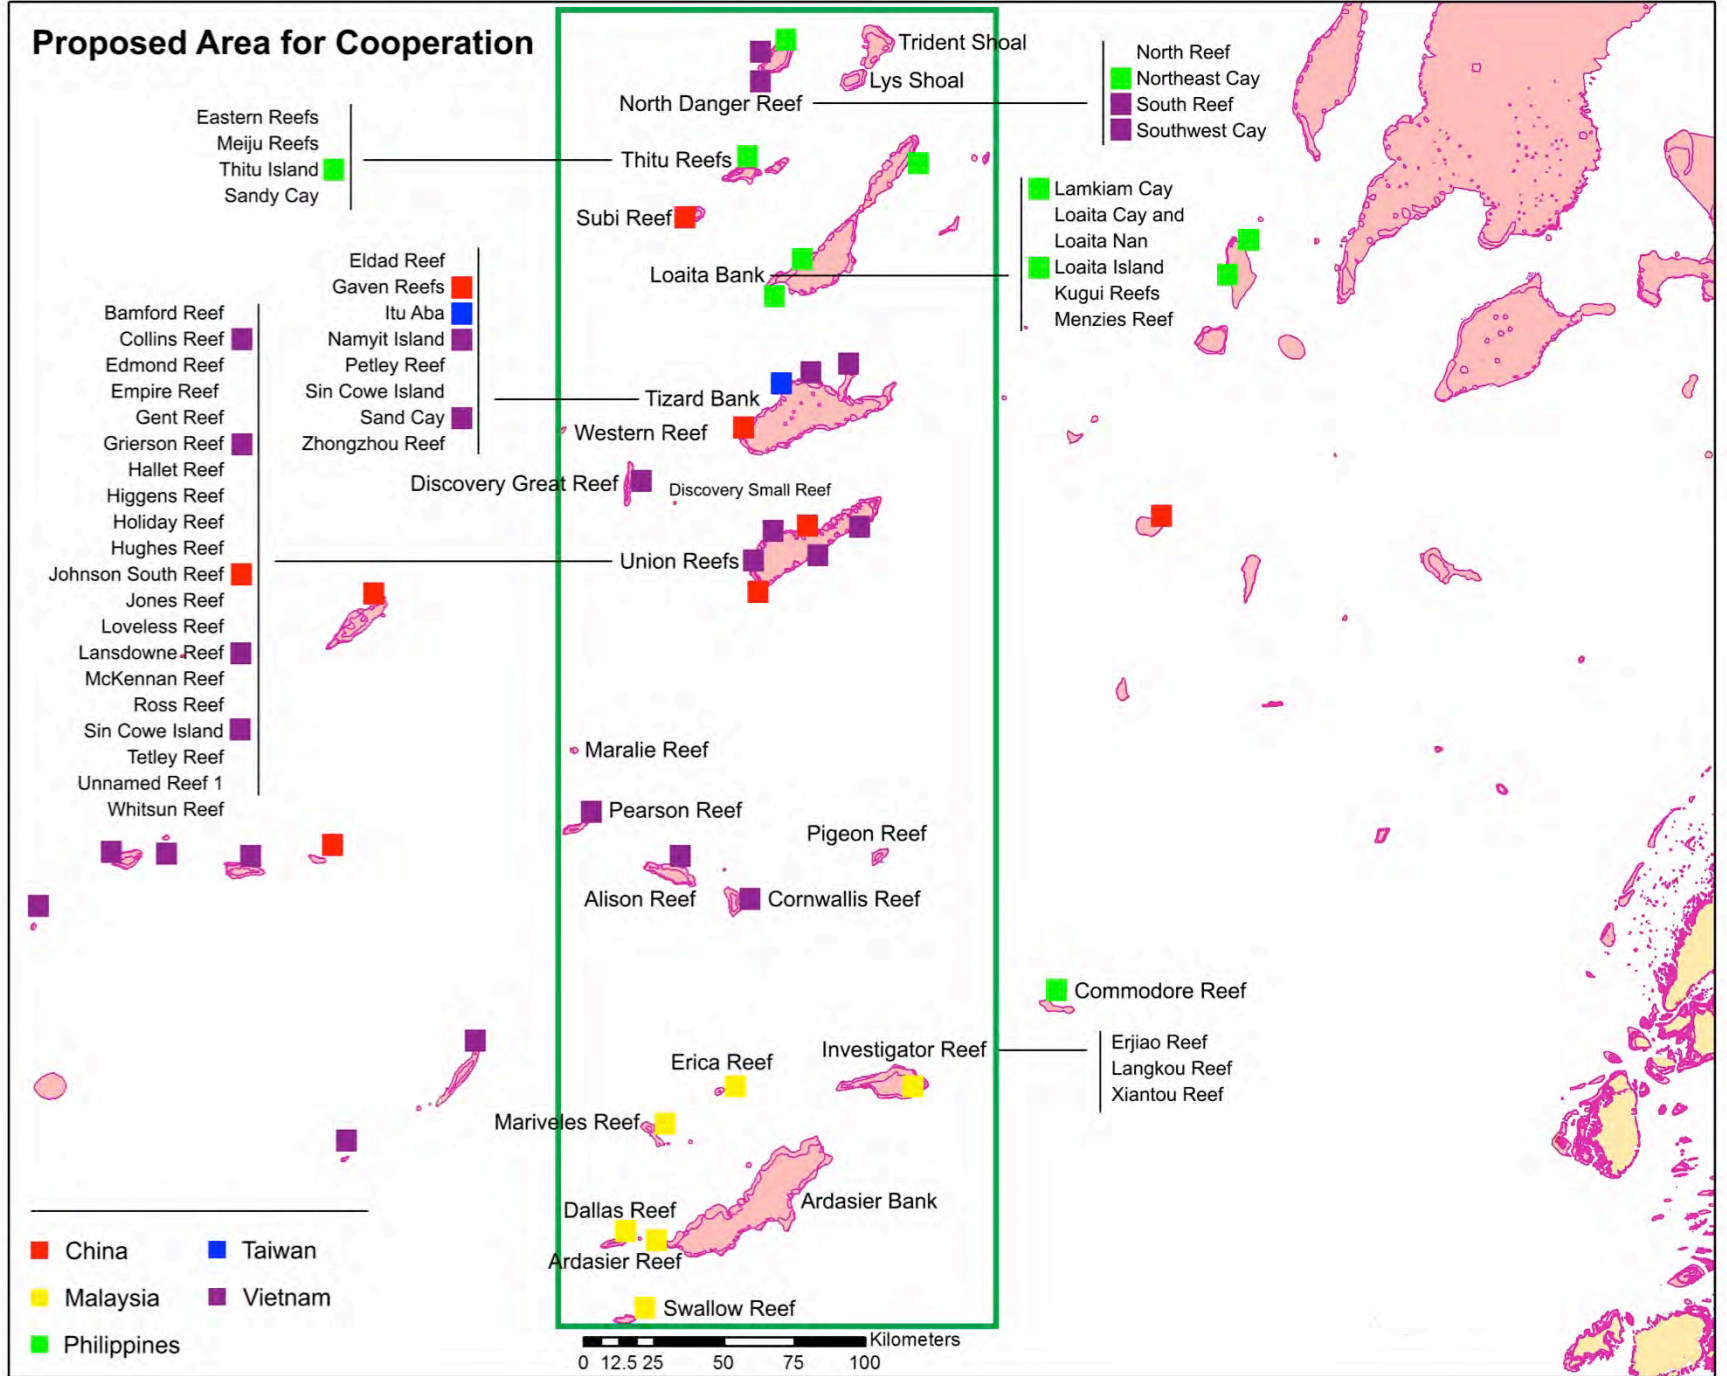 Proposed Area for Cooperation
Trident Shoal
Lys Shoal
North Danger Reef
North Reef
Northeast Cay
South Reef
Southwest Cay
Eastern Reefs
Meiju Reefs
Thitu Island
Sandy Cay
Thitu Reefs
Subi Reef
Loaita Bank
Lamkiam Cay
Loaita Cay and
Loaita Nan
Loaita Island
Kugui Reefs
Menzies Reef
Eldad Reef
Gaven Reefs
Itu Aba
Namyit Island
Petley Reef
Sin Cowe Island
Sand Cay
Zhongzhou Reef
Tizard Bank
Western Reef
Discovery Great Reef
Discovery Small Reef
Bamford Reef
Collins Reef
Edmond Reef
Empire Reef
Gent Reef
Grierson Reef
Hallet Reef
Higgens Reef
Holiday Reef
Hughes Reef
Johnson South Reef
Jones Reef
Loveless Reef
Lansdowne Reef
McKennan Reef
Ross Reef
Sin Cowe Island
Tetley Reef
Unnamed Reef 1
Whitsun Reef
Union Reefs
Maralie Reef
Pearson Reef
Pigeon Reef
Alison Reef
Cornwallis Reef
Commodore Reef
Investigator Reef
Erjiao Reef
Langkou Reef
Xiantou Reef
Erica Reef
Mariveles Reef
Ardasier Bank
Dallas Reef
Ardasier Reef
Swallow Reef
China
Taiwan
Malaysia
Vietnam
Philippines
Kilometers
0 12.5 25 50 75 100